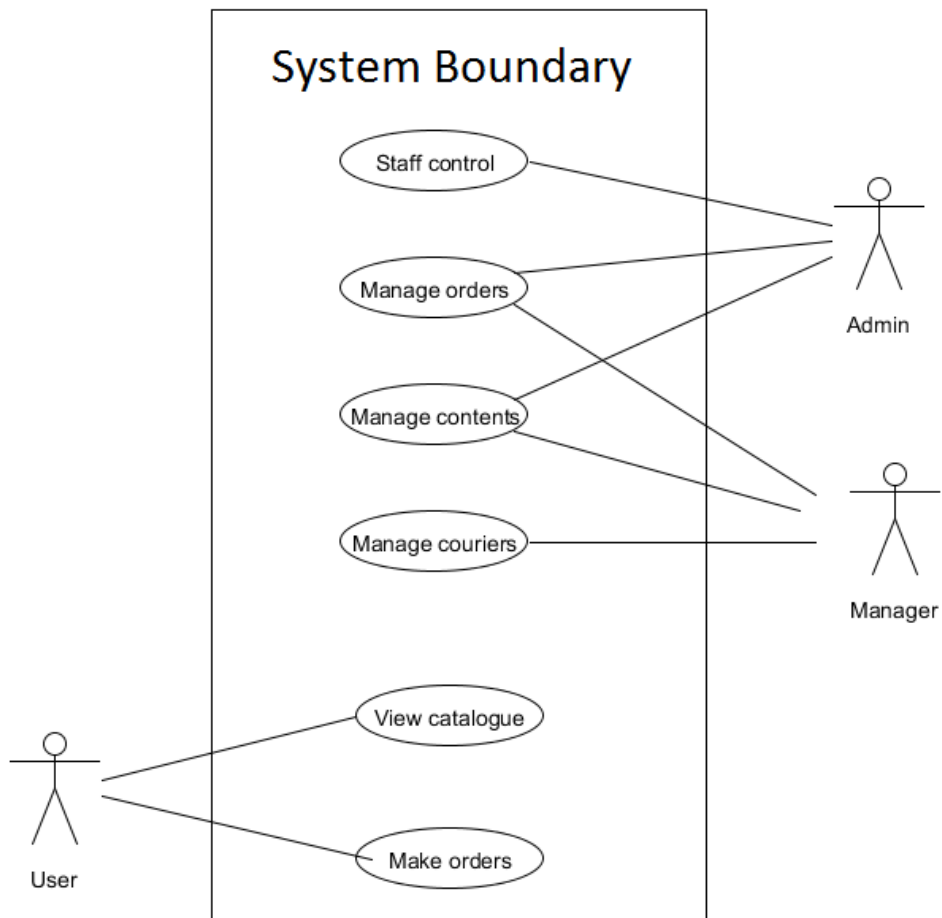 System Boundary
Staff control
Manage orders
Admin
Manage contents
Manage couriers
Manager
View catalogue
Make orders
User